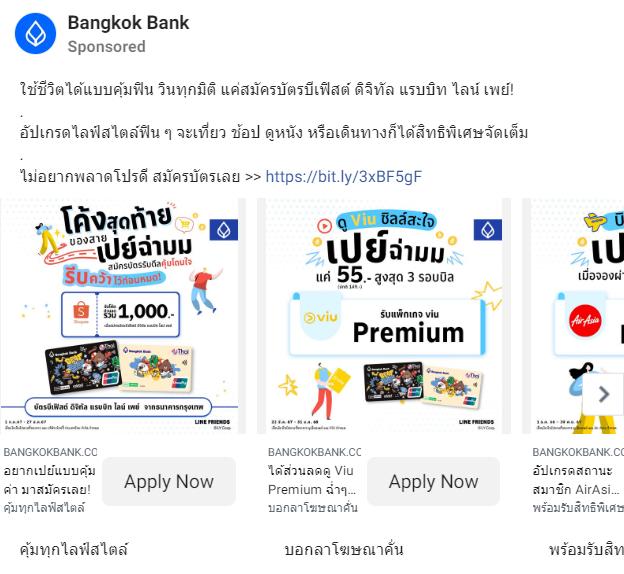 Bangkok Bank
Sponsored
ใช้ชีวิตได้แบบคุ้มฟิน วินทุกมิติ แค่สมัครบัตรบีเฟิสต์ ดิจิทัล แรบบิท ไลน์ เพย์!
.
อัปเกรดไลฟ์สไตล์ฟิน ๆ จะเที่ยว ช้อป ดูหนัง หรือเดินทางก็ได้สิทธิพิเศษจัดเต็ม
.
ไม่อยากพลาดโปรดี สมัครบัตรเลย >> https://bit.ly/3xBF5gF
โค้งสุดท้าย
ของสาย
เปย์ฉ่ามม
สมัครบัตรรับดีลคุ้มโดนใจ
รีบคว้าไว้ก่อนหมด!
Shopee
รวม 1,000.-
Bangkok Bank
บัตรบีเฟิสต์ ดิจิทัล แรบบิท ไลน์ เพย์ จากธนาคารกรุงเทพ
1 ก.ค.67 - 27 ส.ค.67
LINE FRIENDS
ดู Viu ชิลล์สะใจ
เปย์ฉ่ามม
แค่ 55.- สูงสุด 3 รอบบิล
(ปกติ 149.-)
viu
รับแพ็กเกจ viu
Premium
LINE FRIENDS
เปย์
AirAsia
BANGKOKBANK.CC
อยากเปย์แบบคุ้ม
ค่า มาสมัครเลย!
คุ้มทุกไลฟ์สไตล์
Apply Now
BANGKOKBANK.CC
ได้ส่วนลดดู Viu
Premium ฉ่ำๆ...
บอกลาโฆษณาคั่น
Apply Now
BANGKOKBANK.CC
อัปเกรดสถานะ
สมาชิก AirAsi...
พร้อมรับสิทธิพิเศษ
คุ้มทุกไลฟ์สไตล์
บอกลาโฆษณาคั่น
พร้อมรับสิท